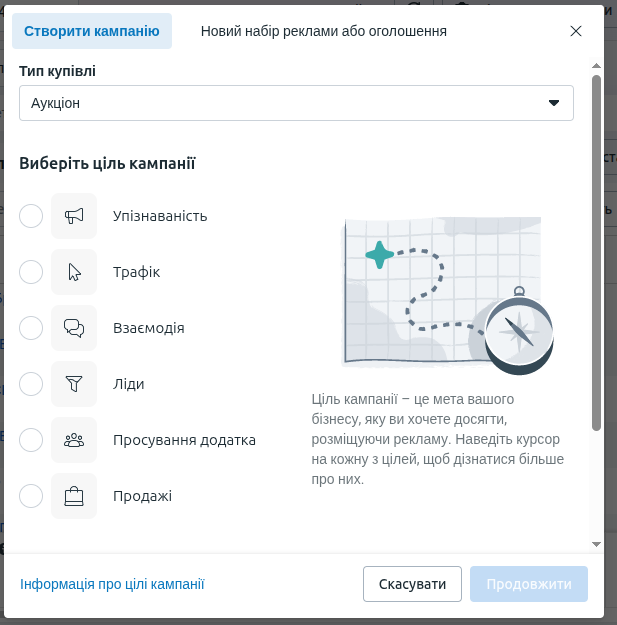 Створити кампанію
Новий набір реклами або оголошення
Тип купівлі
Аукціон
Виберіть ціль кампанії
Упізнаваність
Трафік
Взаємодія
Ліди
Просування додатка
Продажі
Ціль кампанії – це мета вашого
бізнесу, яку ви хочете досягти,
розміщуючи рекламу. Наведіть курсор
на кожну з цілей, щоб дізнатися більше
про них.
Інформація про цілі кампанії
Скасувати
Продовжити